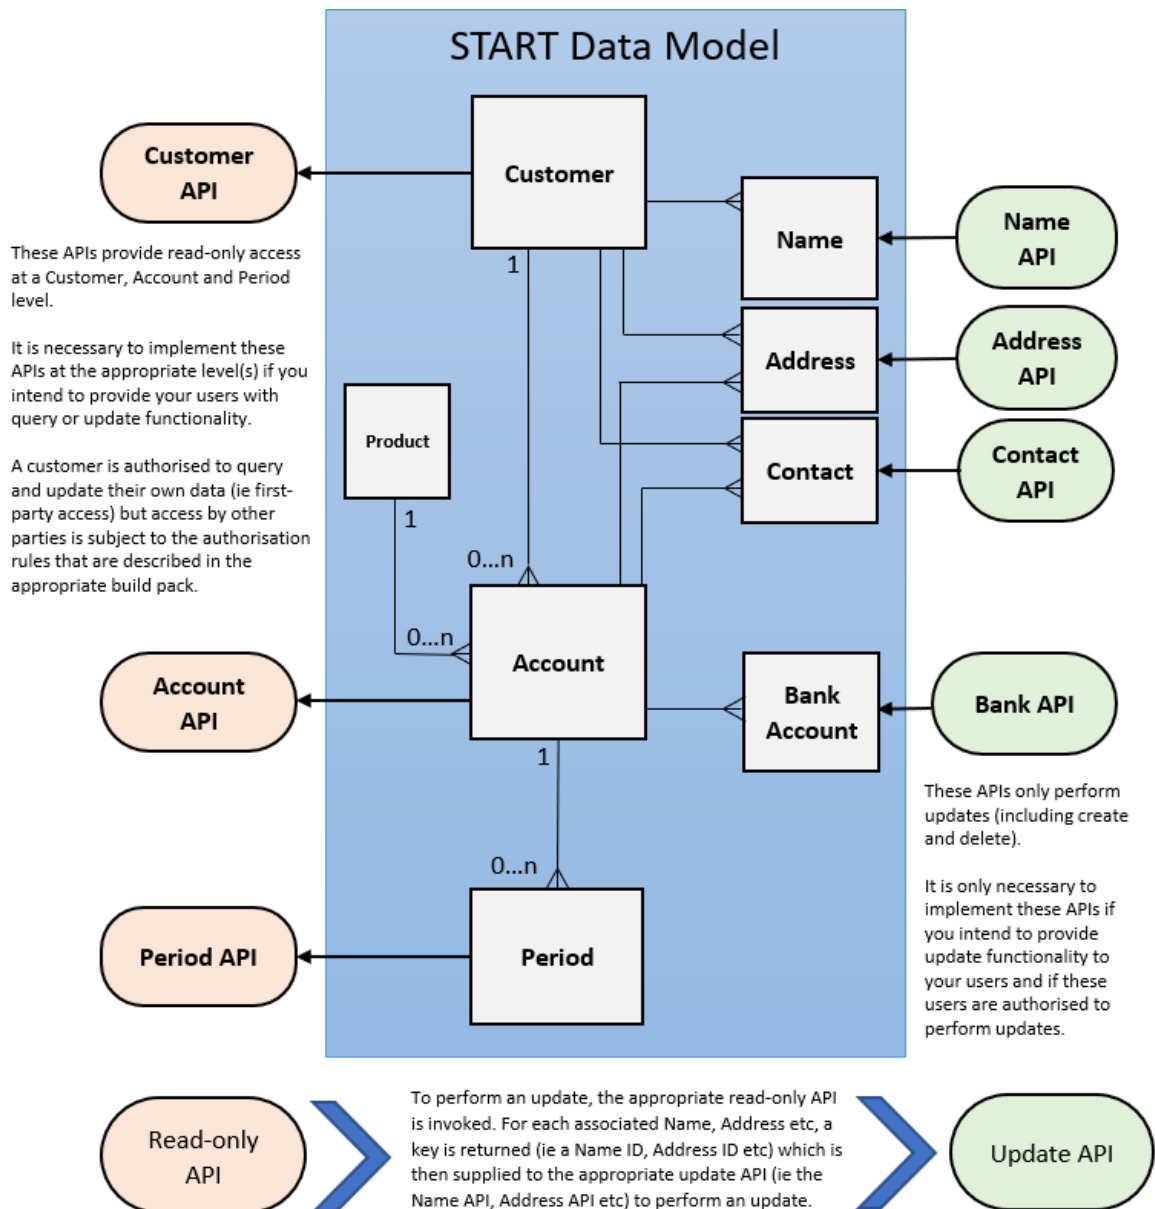 START Data Model
Customer
API
Customer
Name
Name
API
These APIs provide read-only access
at a Customer, Account and Period
level.
It is necessary to implement these
APIs at the appropriate level(s) if you
intend to provide your users with
query or update functionality.
A customer is authorised to query
and update their own data (ie first-
party access) but access by other
parties is subject to the authorisation
rules that are described in the
appropriate build pack.
1
Address
Address
API
Product
1
Contact
Contact
API
0...n
0...n
Account
API
Account
1
Bank
Account
Bank API
These APIs only perform
updates (including create
and delete).
It is only necessary to
implement these APIs if
you intend to provide
update functionality to
your users and if these
users are authorised to
perform updates.
0...n
Period API
Period
Read-only
API
To perform an update, the appropriate read-only API
is invoked. For each associated Name, Address etc, a
key is returned (ie a Name ID, Address ID etc) which is
then supplied to the appropriate update API (ie the
Name API, Address API etc) to perform an update.
Update API